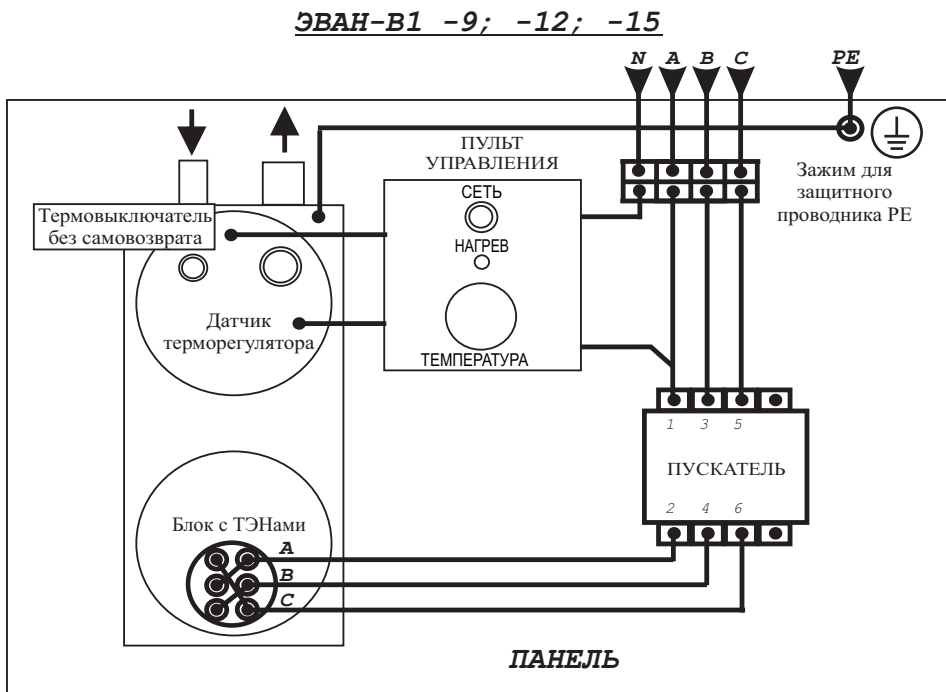 ЭВАН-В1 -9; -12; -15
N A B C PE
ПУЛЬТ
УПРАВЛЕНИЯ
Зажим для
защитного
проводника PE
СЕТЬ
Термовыключатель
без самовозврата
НАГРЕВ
Датчик
терморегулятора
ТЕМПЕРАТУРА
1 3 5
ПУСКАТЕЛЬ
2 4 6
Блок с ТЭНами
A
B
C
ПАНЕЛЬ